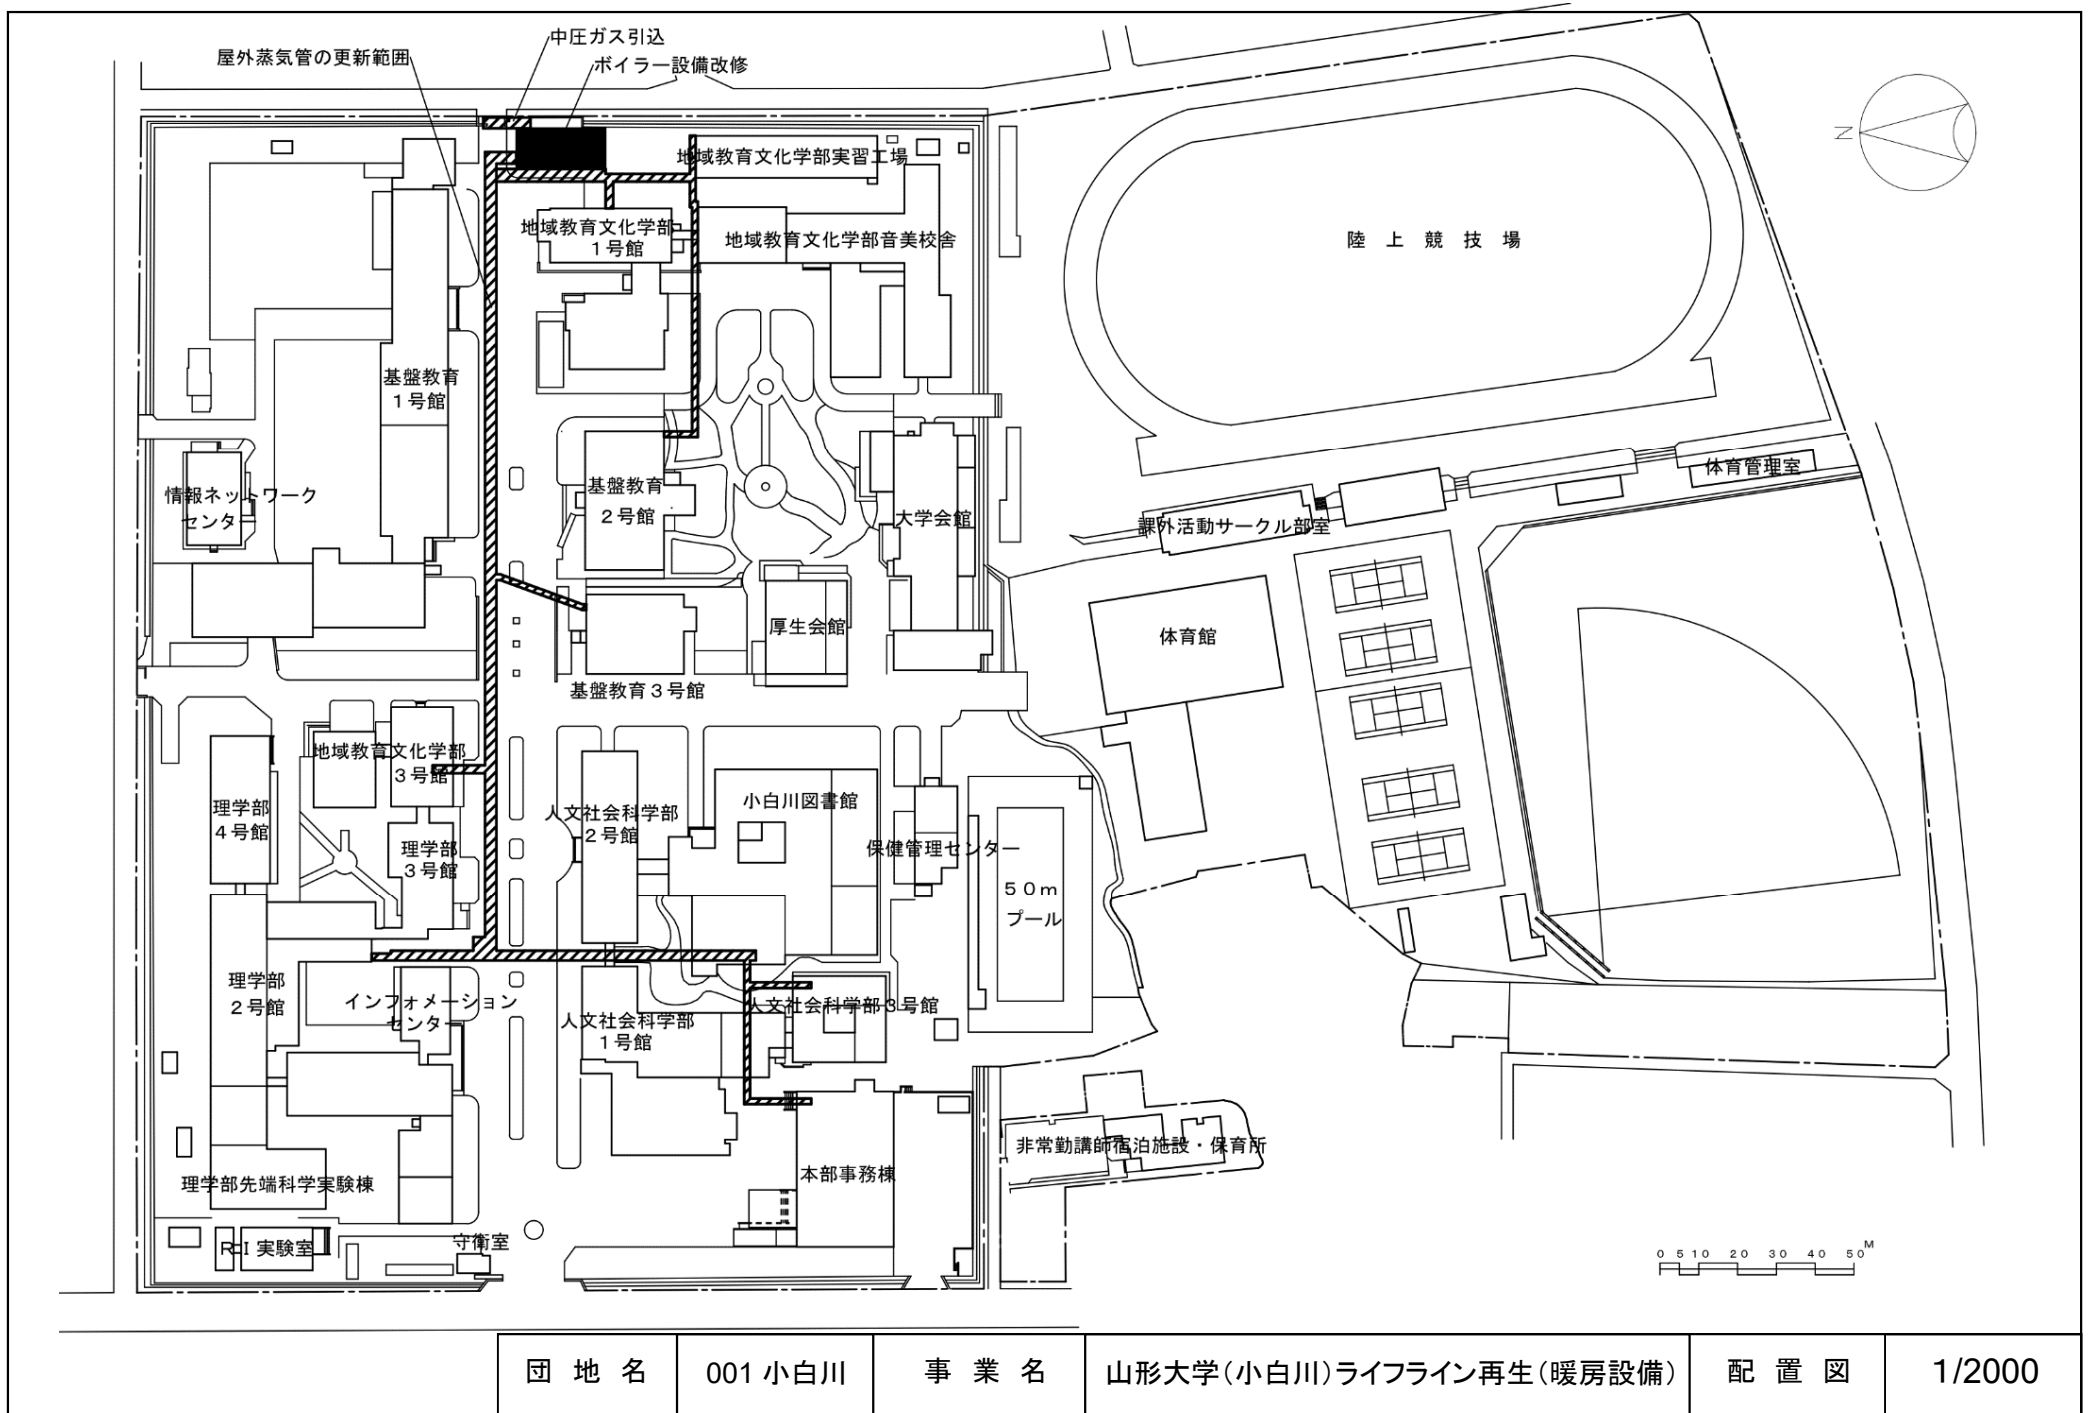 中圧ガス引込
屋外蒸気管の更新範囲
ボイラー設備改修
地域教育文化学部実習工場
N
地域教育文化学部
1号館
地域教育文化学部音美校舎
陸上競技場
基盤教育
1号館
体育管理室
情報ネットワーク
センター
基盤教育
2号館
大学会館
課外活動サークル部室
厚生会館
体育館
基盤教育3号館
地域教育文化学部
3号館
理学部
4号館
人文社会科学部
2号館
小白川図書館
理学部
3号館
保健管理センター
50m
プール
理学部
2号館
インフォメーション
センター
人文社会科学部3号館
人文社会科学部
1号館
非常勤講師宿泊施設・保育所
本部事務棟
理学部先端科学実験棟
RI実験室
守衛室
0 5 10 20 30 40 50M
団地名 001 小白川 事業名 山形大学(小白川)ライフライン再生(暖房設備) 配置図 1/2000